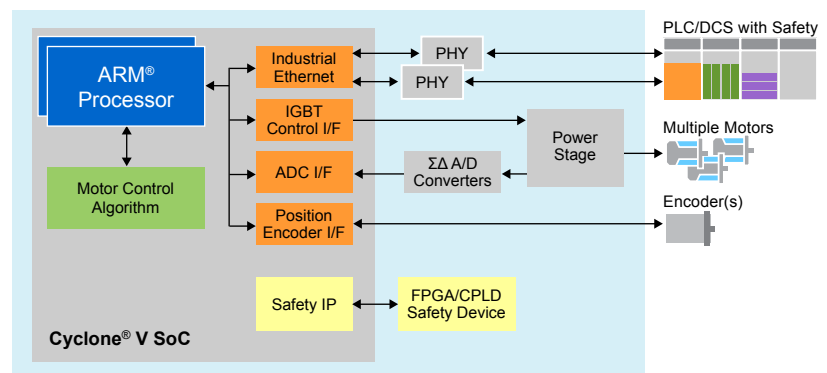 PLC/DCS with Safety
ARM® Processor
Industrial
Ethernet
PHY
PHY
IGBT
Control I/F
Power
Stage
Multiple Motors
ADC I/F
ΣΔ A/D
Converters
Motor Control
Algorithm
Position
Encoder I/F
Encoder(s)
Safety IP
FPGA/CPLD
Safety Device
Cyclone® V SoC